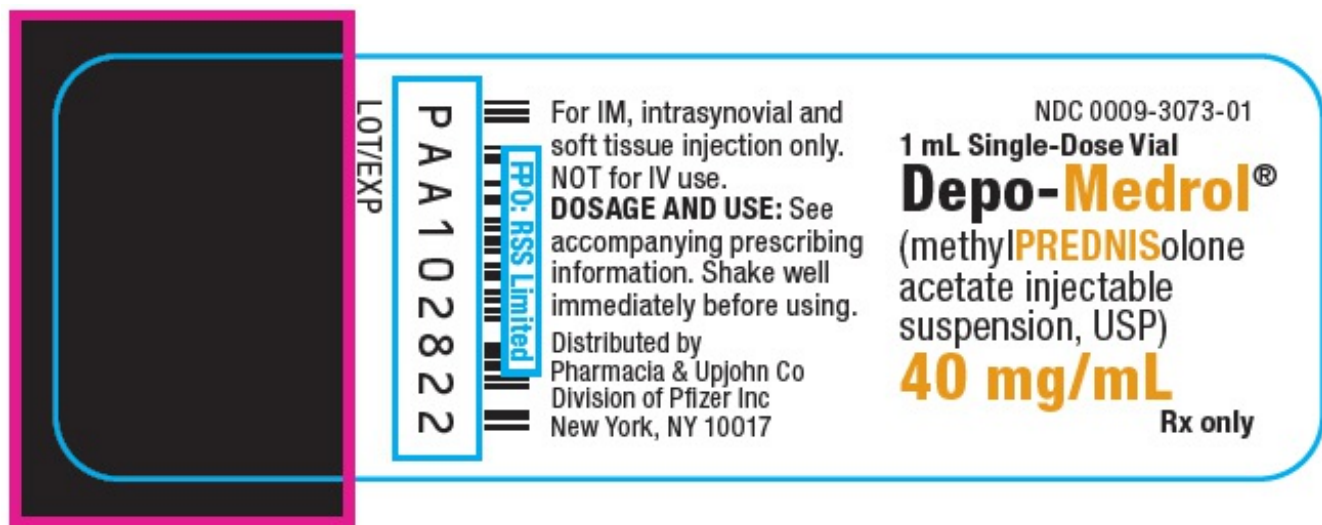 LOT/EXP
PAA102822
FPO: RSS Limited
For IM, intrasynovial and
soft tissue injection only.
NOT for IV use.
DOSAGE AND USE: See
accompanying prescribing
information. Shake well
immediately before using.
Distributed by
Pharmacia & Upjohn Co
Division of Pfizer Inc
New York, NY 10017
NDC 0009-3073-01
1 mL Single-Dose Vial
Depo-Medrol®
(methylPREDNISolone
acetate injectable
suspension, USP)
40 mg/mL
Rx only